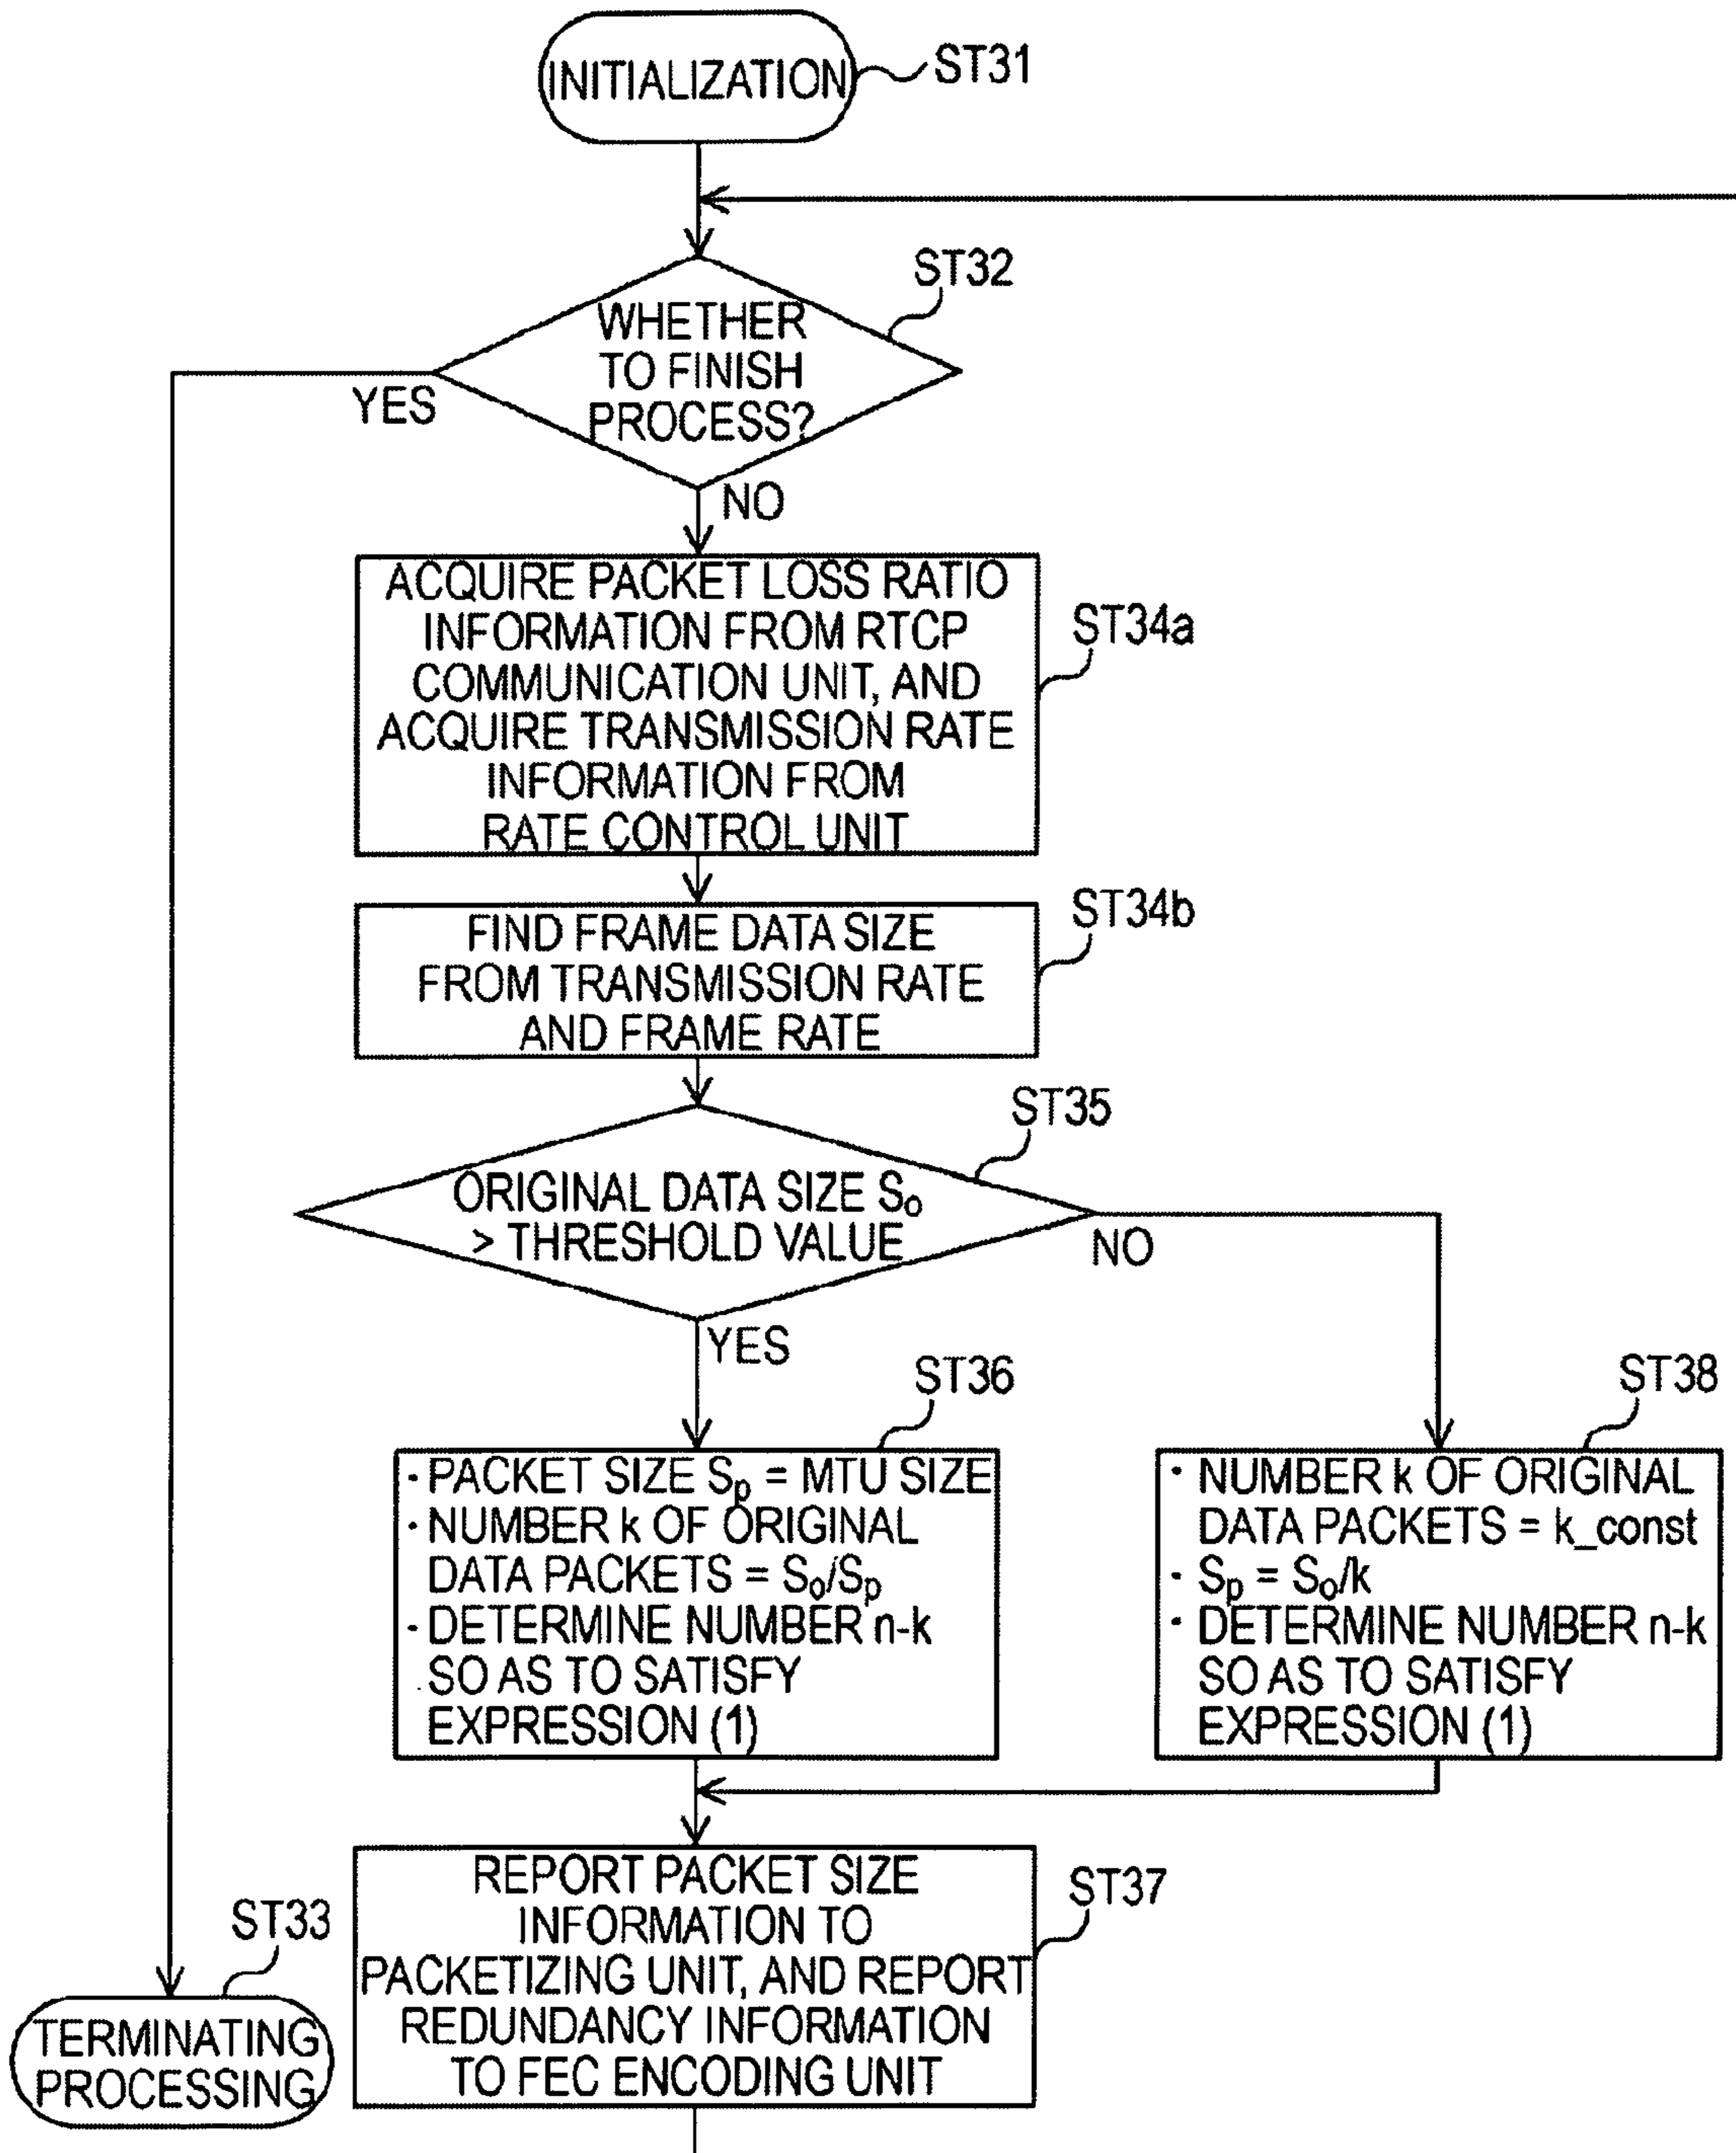 INITIALIZATION
ST31
ST32
WHETHER
TO FINISH
PROCESS?
YES
NO
ACQUIRE PACKET LOSS RATIO
INFORMATION FROM RTCP
COMMUNICATION UNIT, AND
ACQUIRE TRANSMISSION RATE
INFORMATION FROM
RATE CONTROL UNIT
ST34a
FIND FRAME DATA SIZE
FROM TRANSMISSION RATE
AND FRAME RATE
ST34b
ST35
ORIGINAL DATA SIZE So
> THRESHOLD VALUE
NO
YES
ST36
· PACKET SIZE Sp = MTU SIZE
· NUMBER k OF ORIGINAL
DATA PACKETS = So/Sp
· DETERMINE NUMBER n-k
SO AS TO SATISFY
EXPRESSION (1)
ST38
· NUMBER k OF ORIGINAL
DATA PACKETS = k_const
· Sp = So/k
· DETERMINE NUMBER n-k
SO AS TO SATISFY
EXPRESSION (1)
REPORT PACKET SIZE
INFORMATION TO
PACKETIZING UNIT, AND REPORT
REDUNDANCY INFORMATION
TO FEC ENCODING UNIT
ST37
ST33
TERMINATING
PROCESSING